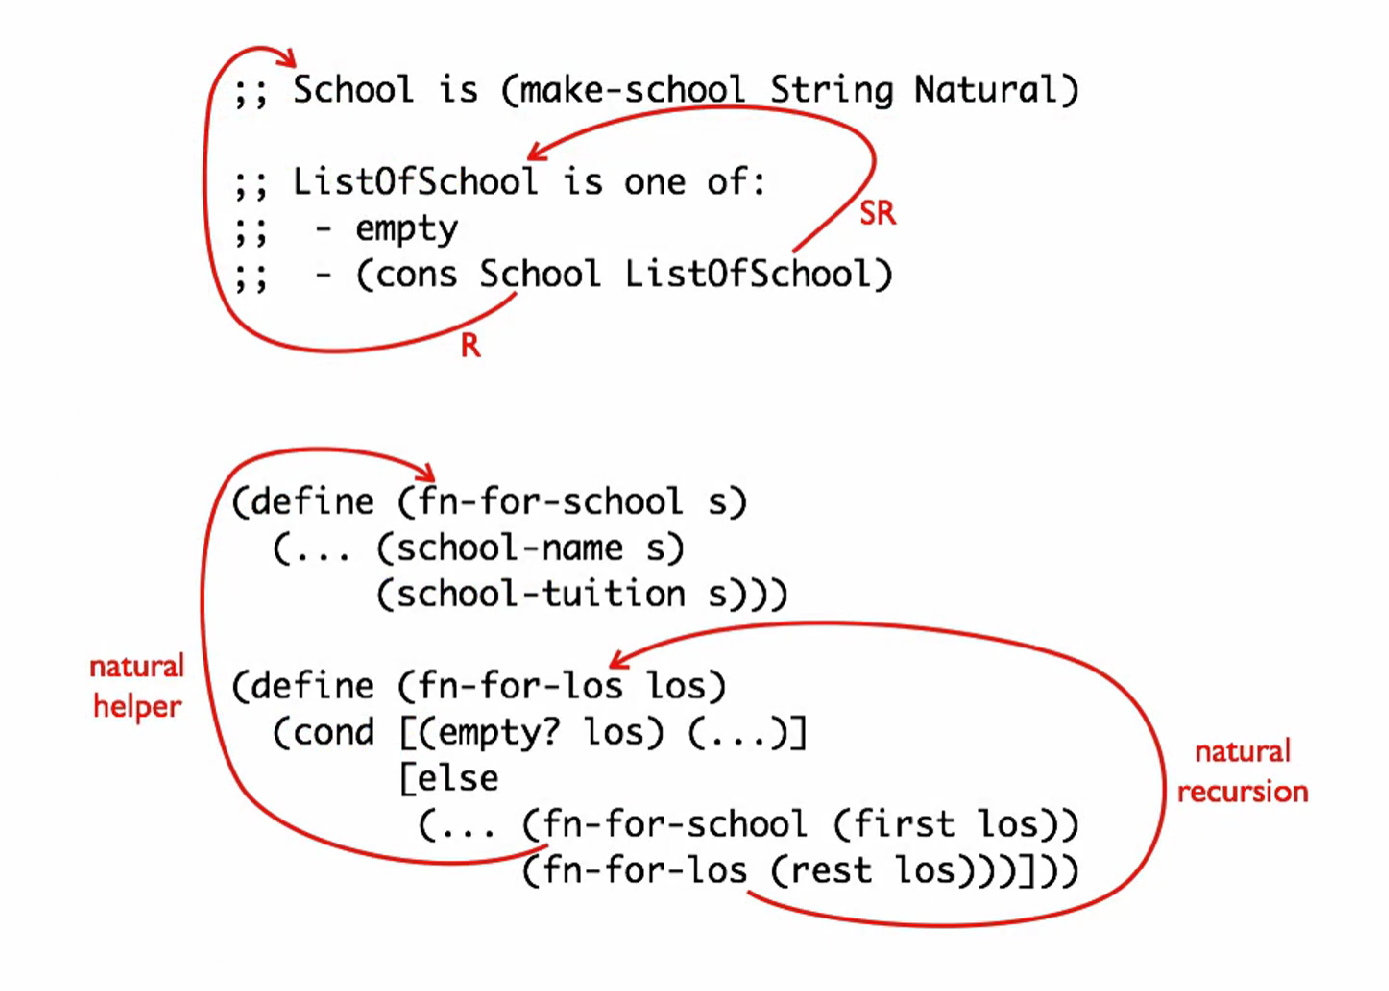 ;; School is (make-school String Natural)
;; ListOfSchool is one of:
;;  - empty
;;  - (cons School ListOfSchool)
SR
R
(define (fn-for-school s)
  (... (school-name s)
       (school-tuition s)))
(define (fn-for-los los)
  (cond [(empty? los) (...)]
        [else
         (... (fn-for-school (first los))
              (fn-for-los (rest los)))]))
natural
helper
natural
recursion